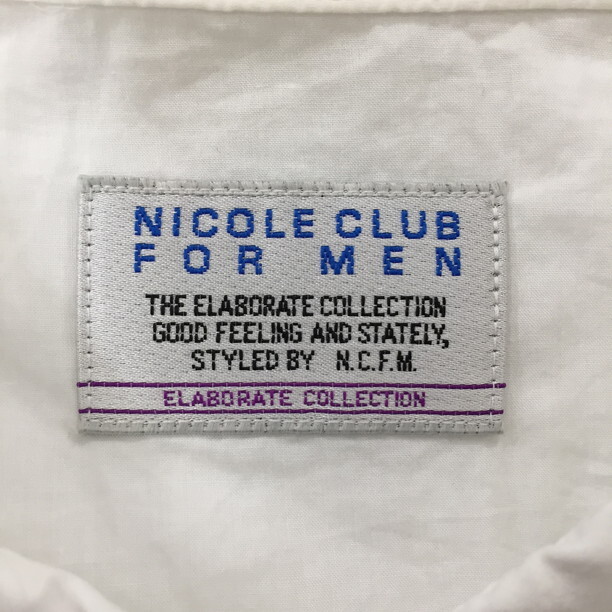 NICOLE CLUB
FOR MEN
THE ELABORATE COLLECTION
GOOD FEELING AND STATELY,
STYLED BY N.C.F.M.
ELABORATE COLLECTION